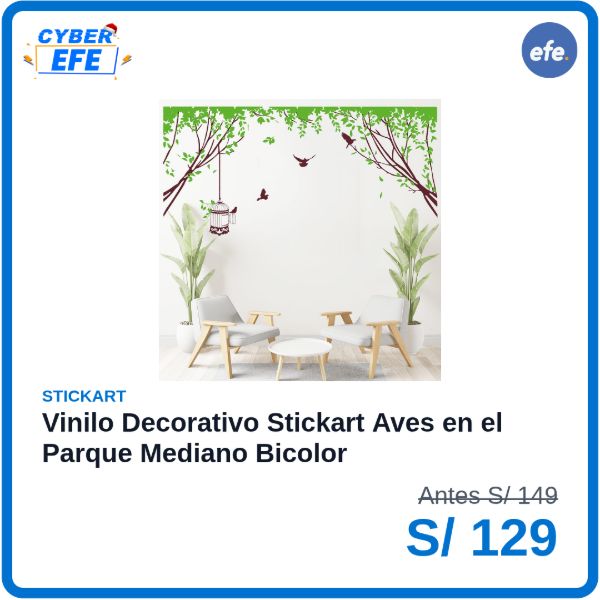 CYBER
EFE
efe.
STICKART
Vinilo Decorativo Stickart Aves en el
Parque Mediano Bicolor
Antes S/ 149
S/ 129